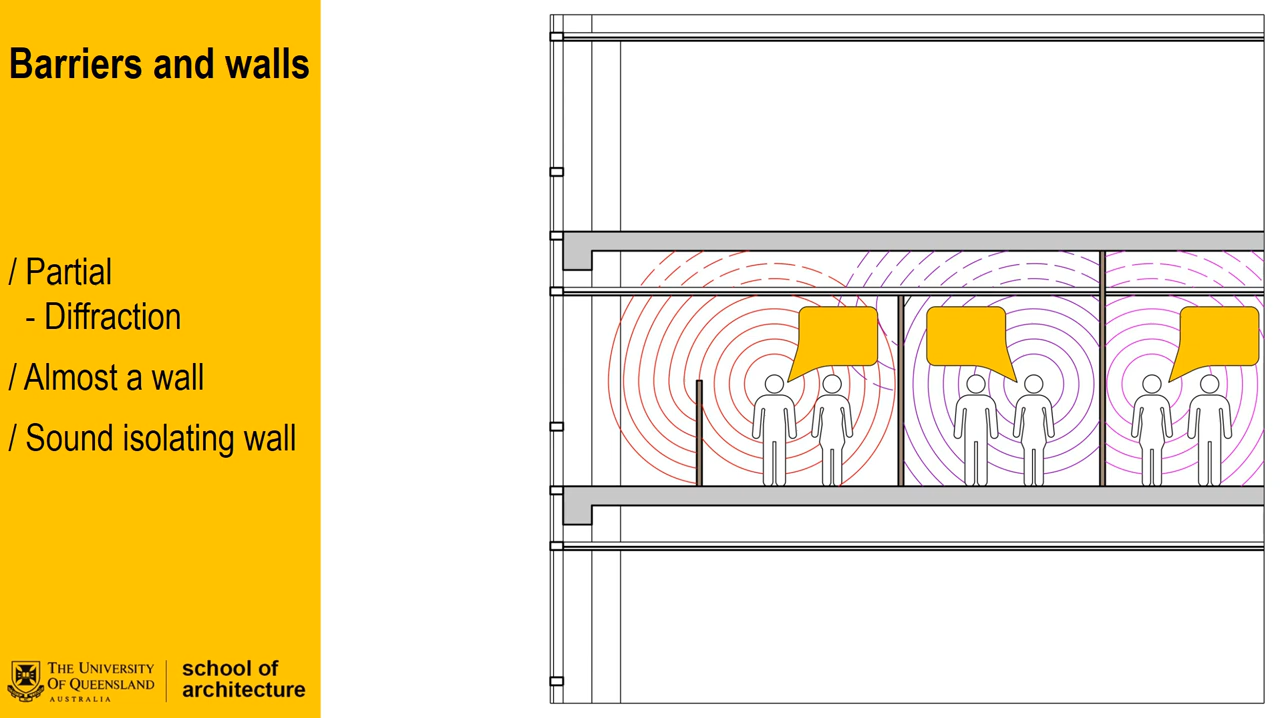 Barriers and walls
/ Partial
- Diffraction
/ Almost a wall
/ Sound isolating wall
THE UNIVERSITY
OF QUEENSLAND
AUSTRALIA
school of
architecture